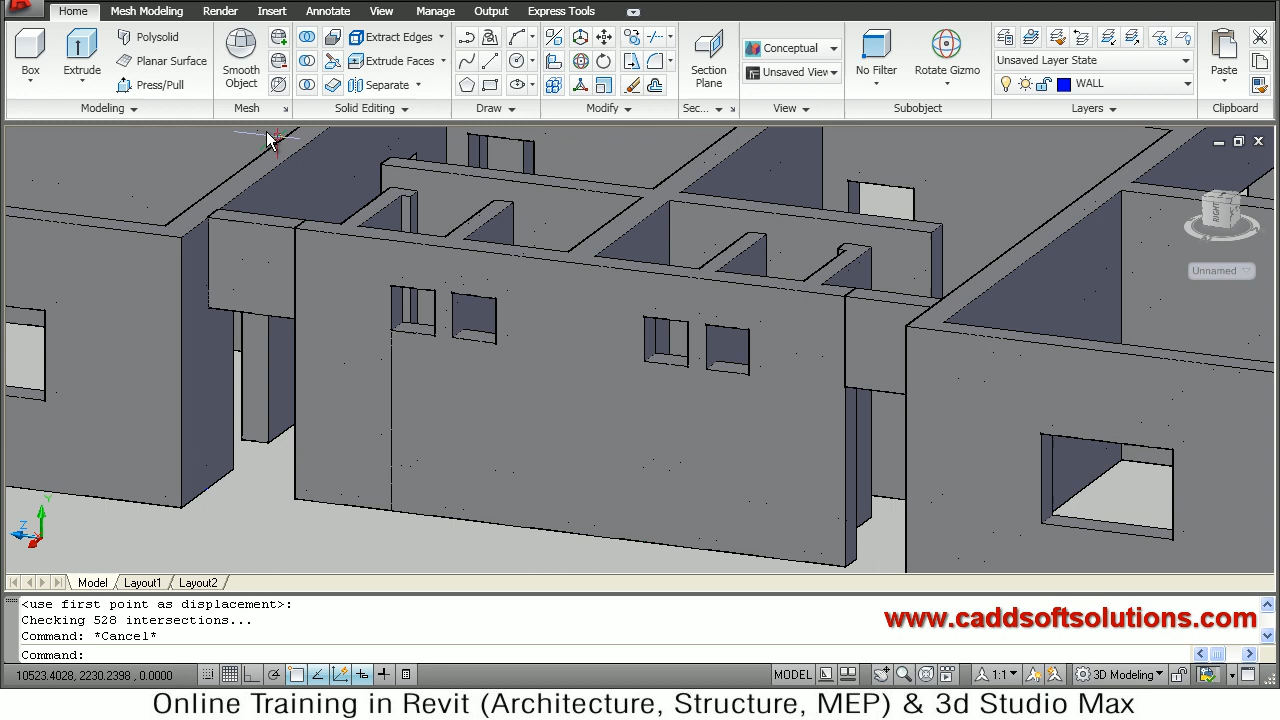 Home Mesh Modeling Render Insert Annotate View Manage Output Express Tools
Box
Extrude
Polysolid
Planar Surface
Press/Pull
Modeling
Smooth Object
Mesh
Extract Edges
Extrude Faces
Separate
Solid Editing
Draw
Modify
Section Plane
Sec...
Conceptual
Unsaved View
View
No Filter
Rotate Gizmo
Subobject
Unsaved Layer State
WALL
Layers
Paste
Clipboard
RIGHT
Unnamed
Y
Z
Model Layout1 Layout2
<use first point as displacement>:
Checking 528 intersections...
Command: *Cancel*
Command:
www.caddsoftsolutions.com
10523.4028, 2230.2398 , 0.0000 MODEL 1:1 3D Modeling
Online Training in Revit (Architecture, Structure, MEP) & 3d Studio Max